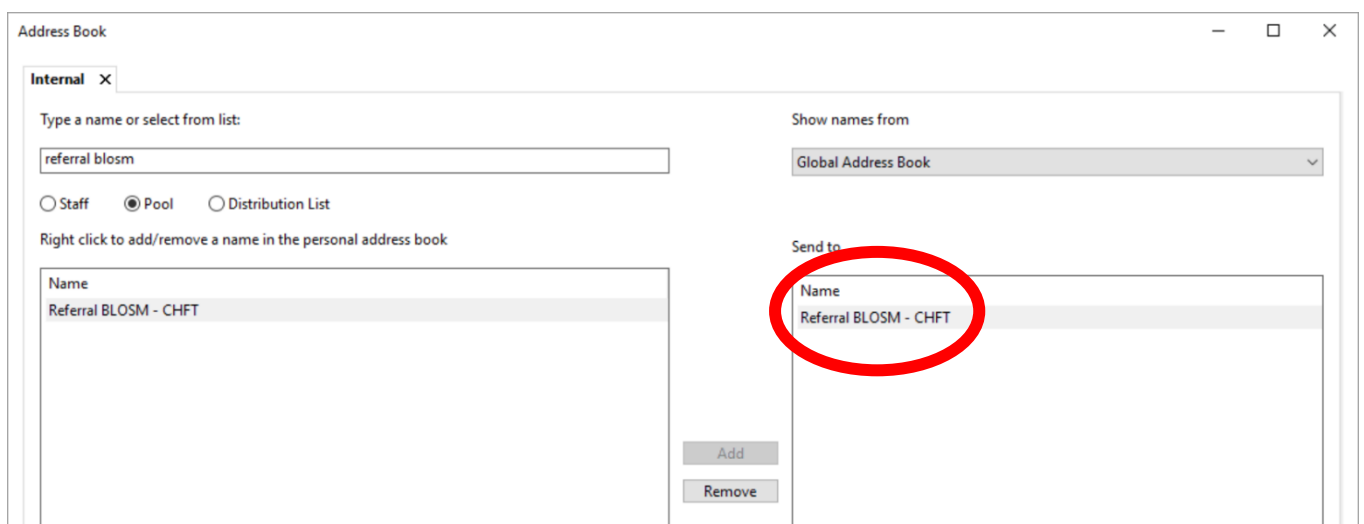 Address Book
Internal X
Type a name or select from list:
Show names from
referral blosm
Global Address Book
Staff Pool Distribution List
Right click to add/remove a name in the personal address book
Send to
Name
Referral BLOSM - CHFT
Name
Referral BLOSM - CHFT
Add
Remove